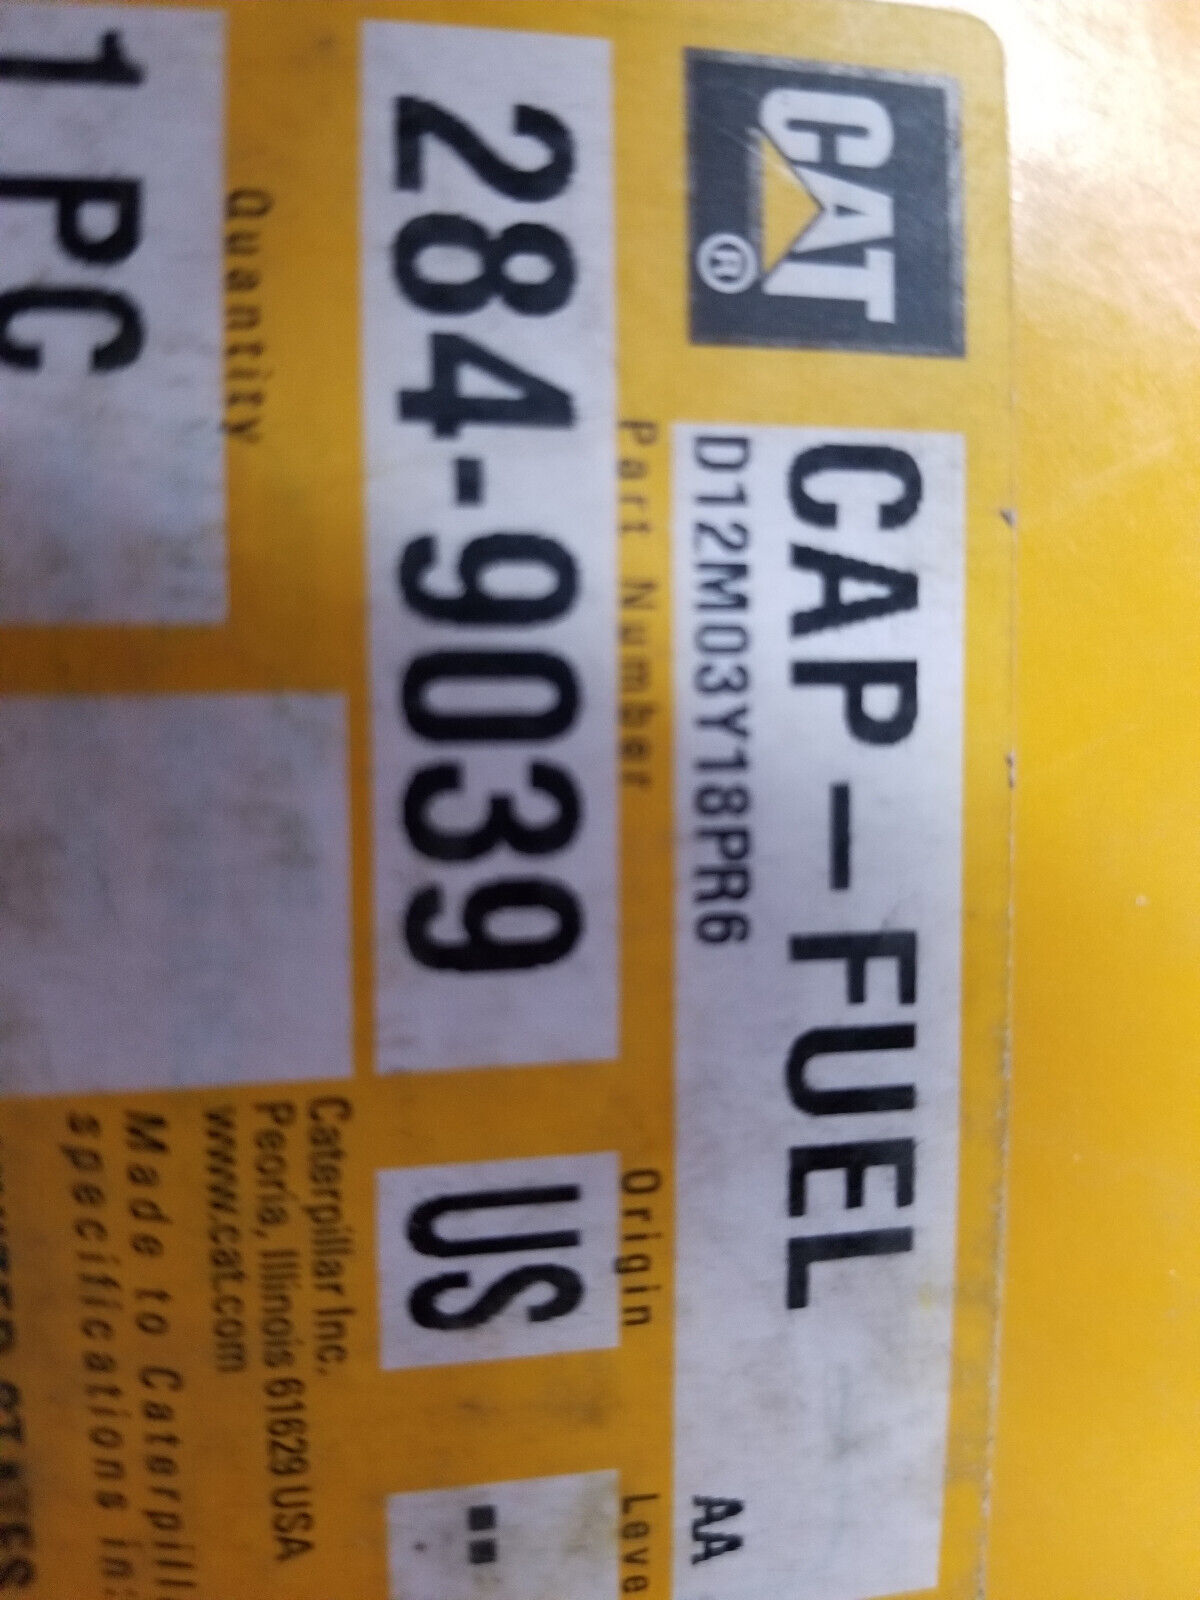 CAT®
CAP-FUEL
D12M03Y18PR6 AA
Part Number Origin
284-9039 US --
Quantity
1 PC
Caterpillar Inc.
Peoria, Illinois 61629 USA
www.cat.com
Made to
specifications in: